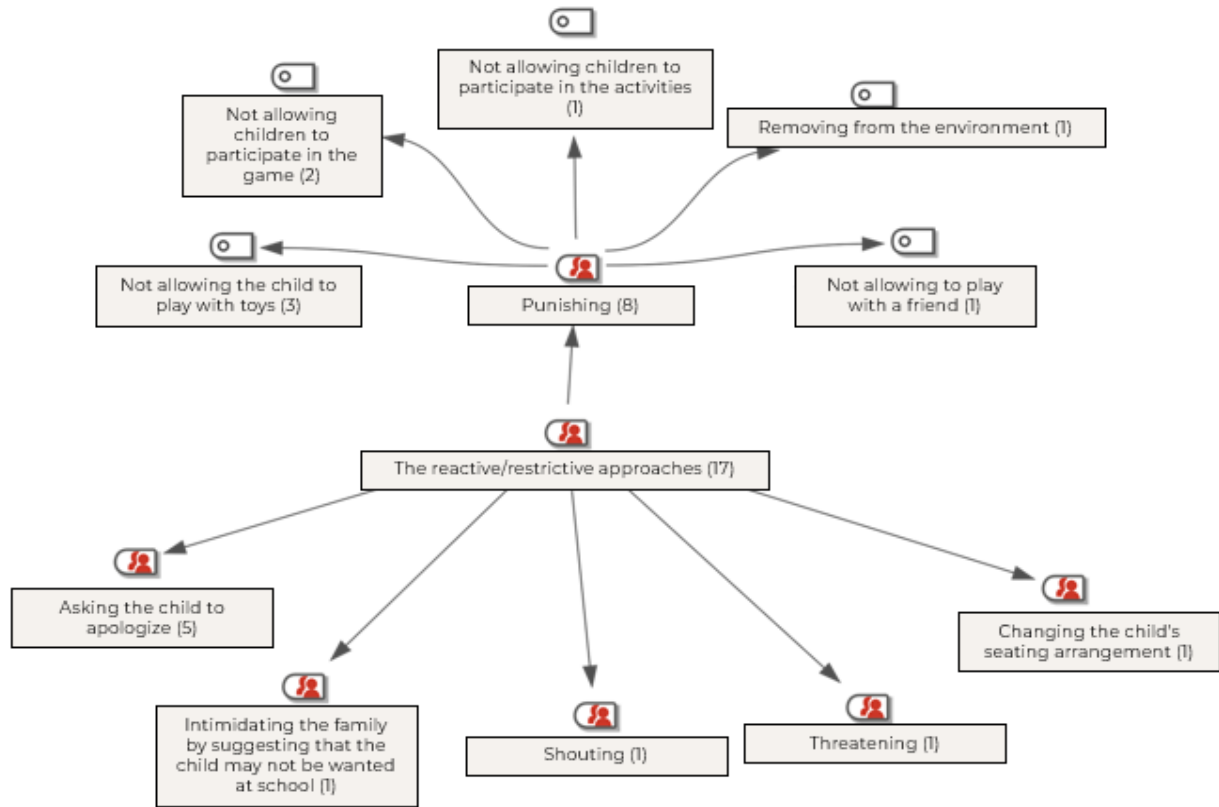 Not allowing children to
participate in the activities
(1)
Not allowing
children to
participate in the
game (2)
Removing from the environment (1)
Not allowing the child to
play with toys (3)
Punishing (8)
Not allowing to play
with a friend (1)
The reactive/restrictive approaches (17)
Asking the child to
apologize (5)
Changing the child's
seating arrangement (1)
Intimidating the family
by suggesting that the
child may not be wanted
at school (1)
Shouting (1)
Threatening (1)